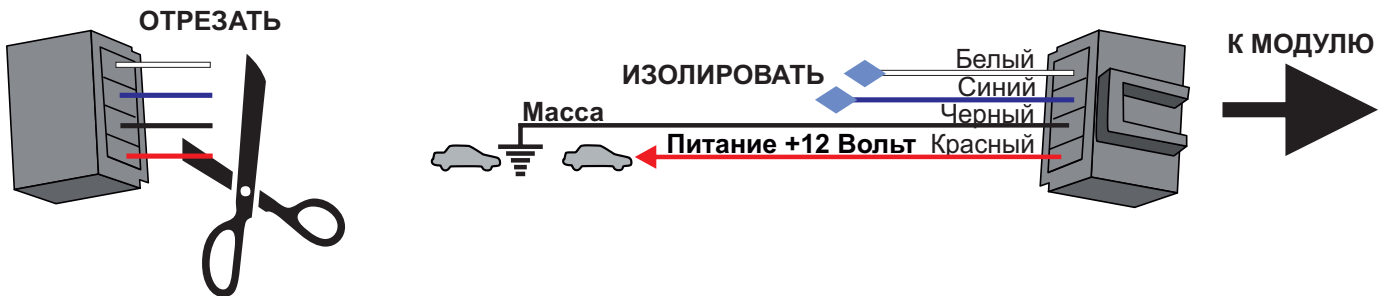 ОТРЕЗАТЬ
К МОДУЛЮ
Белый
ИЗОЛИРОВАТЬ
Синий
Масса
Черный
Питание +12 Вольт Красный